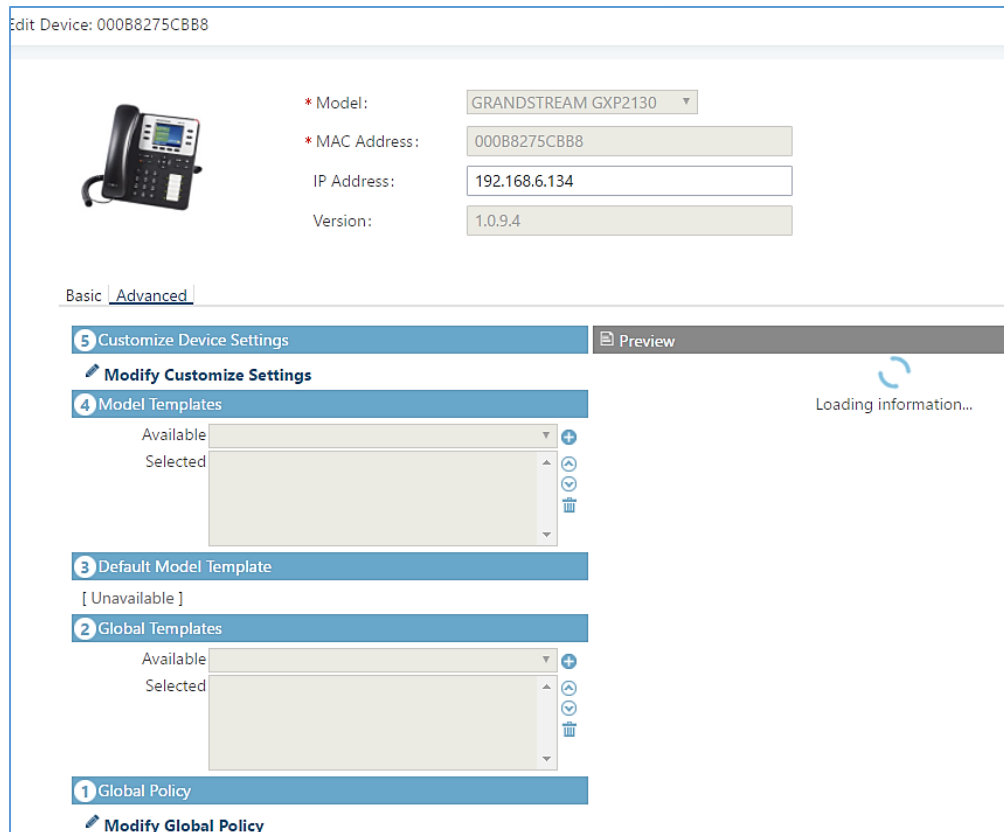 Edit Device: 000B8275CBB8
* Model: GRANDSTREAM GXP2130
* MAC Address: 000B8275CBB8
IP Address: 192.168.6.134
Version: 1.0.9.4
Basic Advanced
5 Customize Device Settings
Preview
Modify Customize Settings
Loading information...
4 Model Templates
Available
Selected
3 Default Model Template
[ Unavailable ]
2 Global Templates
Available
Selected
1 Global Policy
Modify Global Policy